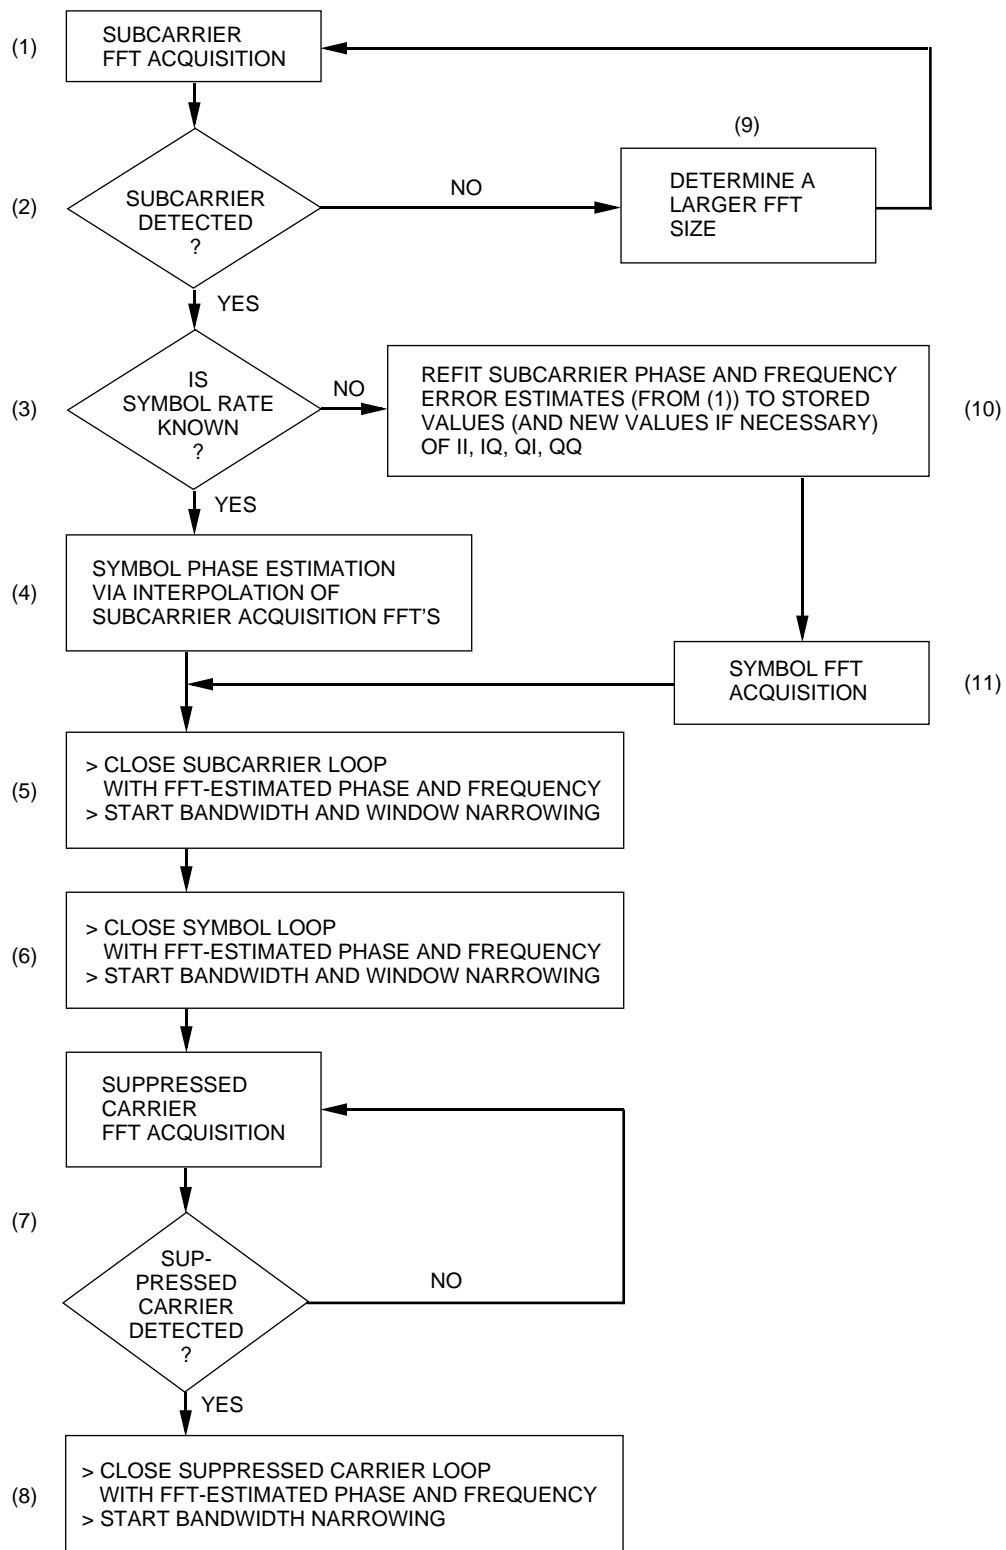 (1)
SUBCARRIER
FFT ACQUISITION
(9)
(2)
SUBCARRIER
DETECTED
?
NO
DETERMINE A
LARGER FFT
SIZE
YES
(3)
IS
SYMBOL RATE
KNOWN
?
NO
REFIT SUBCARRIER PHASE AND FREQUENCY
ERROR ESTIMATES (FROM (1)) TO STORED
VALUES (AND NEW VALUES IF NECESSARY)
OF II, IQ, QI, QQ
(10)
YES
(4)
SYMBOL PHASE ESTIMATION
VIA INTERPOLATION OF
SUBCARRIER ACQUISITION FFT'S
SYMBOL FFT
ACQUISITION
(11)
(5)
> CLOSE SUBCARRIER LOOP
WITH FFT-ESTIMATED PHASE AND FREQUENCY
> START BANDWIDTH AND WINDOW NARROWING
(6)
> CLOSE SYMBOL LOOP
WITH FFT-ESTIMATED PHASE AND FREQUENCY
> START BANDWIDTH AND WINDOW NARROWING
SUPPRESSED
CARRIER
FFT ACQUISITION
(7)
SUP-
PRESSED
CARRIER
DETECTED
?
NO
YES
(8)
> CLOSE SUPPRESSED CARRIER LOOP
WITH FFT-ESTIMATED PHASE AND FREQUENCY
> START BANDWIDTH NARROWING